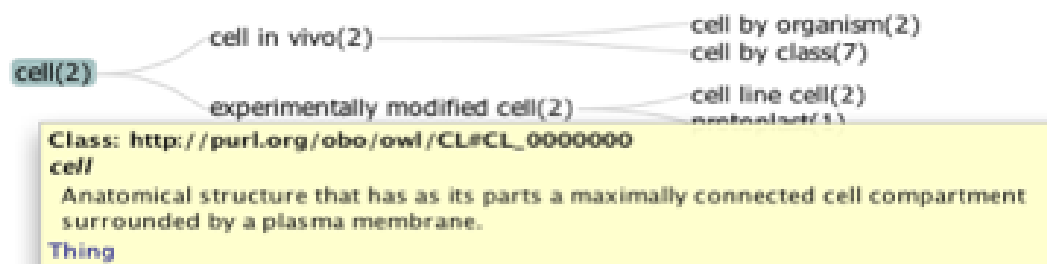 cell(2)
cell in vivo(2)
cell by organism(2)
cell by class(7)
experimentally modified cell(2)
cell line cell(2)
protoplast(1)
Class: http://purl.org/obo/owl/CL#CL_0000000
cell
Anatomical structure that has as its parts a maximally connected cell compartment
surrounded by a plasma membrane.
Thing